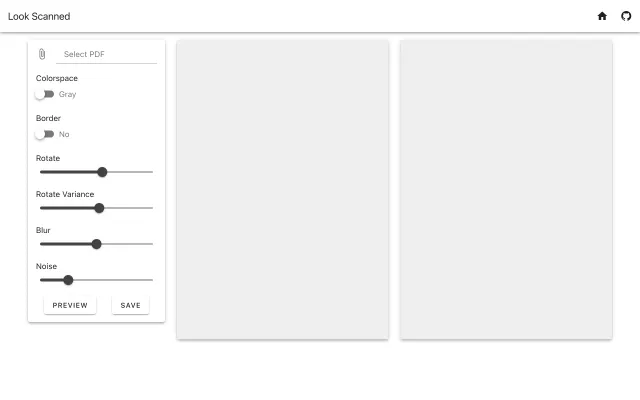 Look Scanned
Select PDF
Colorspace
Gray
Border
No
Rotate
Rotate Variance
Blur
Noise
PREVIEW SAVE